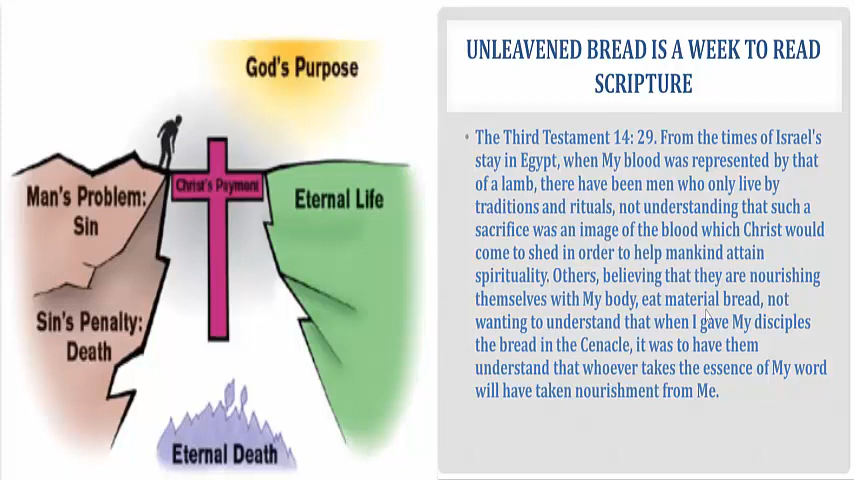 God's Purpose
Christ's Payment
Man's Problem:
Sin
Eternal Life
Sin's Penalty:
Death
Eternal Death
UNLEAVENED BREAD IS A WEEK TO READ
SCRIPTURE
• The Third Testament 14: 29. From the times of Israel's
stay in Egypt, when My blood was represented by that
of a lamb, there have been men who only live by
traditions and rituals, not understanding that such a
sacrifice was an image of the blood which Christ would
come to shed in order to help mankind attain
spirituality. Others, believing that they are nourishing
themselves with My body, eat material bread, not
wanting to understand that when I gave My disciples
the bread in the Cenacle, it was to have them
understand that whoever takes the essence of My word
will have taken nourishment from Me.